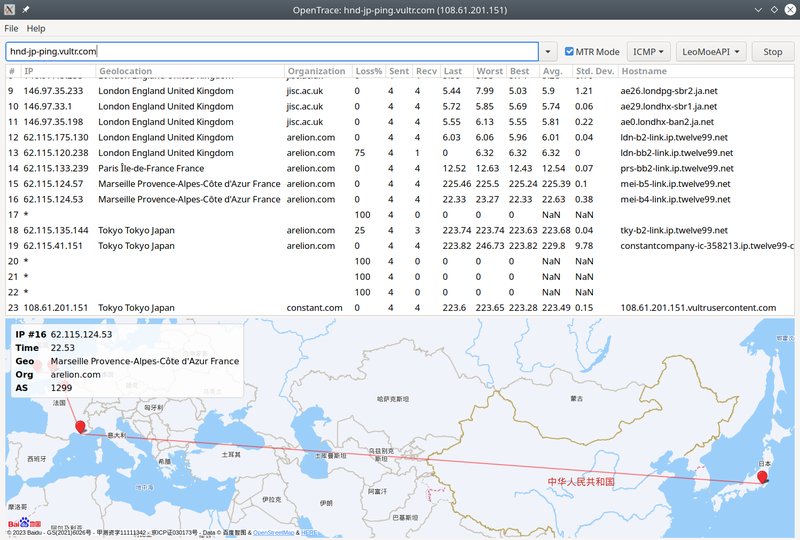 OpenTrace: hnd-jp-ping.vultr.com (108.61.201.151)
File Help
hnd-jp-ping.vultr.com MTR Mode ICMP LeoMoeAPI Stop
# IP Geolocation Organization Loss% Sent Recv Last Worst Best Avg. Std. Dev. Hostname
9 146.97.35.233 London England United Kingdom jisc.ac.uk 0 4 4 5.44 7.99 5.03 5.9 1.21 ae26.londpg-sbr2.ja.net
10 146.97.33.1 London England United Kingdom jisc.ac.uk 0 4 4 5.72 5.85 5.69 5.74 0.06 ae29.londhx-sbr1.ja.net
11 146.97.35.198 London England United Kingdom jisc.ac.uk 0 4 4 5.55 6.13 5.55 5.81 0.22 ae0.londhx-ban2.ja.net
12 62.115.175.130 London England United Kingdom arelion.com 0 4 4 6.03 6.06 5.96 6.01 0.04 ldn-b2-link.ip.twelve99.net
13 62.115.120.238 London England United Kingdom arelion.com 75 4 1 0 6.32 6.32 6.32 0 ldn-bb2-link.ip.twelve99.net
14 62.115.133.239 Paris Île-de-France France arelion.com 0 4 4 12.52 12.63 12.43 12.54 0.07 prs-bb2-link.ip.twelve99.net
15 62.115.124.57 Marseille Provence-Alpes-Côte d'Azur France arelion.com 0 4 4 225.46 225.5 225.24 225.39 0.1 mei-b5-link.ip.twelve99.net
16 62.115.124.53 Marseille Provence-Alpes-Côte d'Azur France arelion.com 0 4 4 22.33 23.27 22.33 22.63 0.38 mei-b4-link.ip.twelve99.net
17 * 100 4 0 0 0 0 NaN NaN
18 62.115.135.144 Tokyo Tokyo Japan arelion.com 25 4 3 223.74 223.74 223.63 223.68 0.04 tky-b2-link.ip.twelve99.net
19 62.115.41.151 Tokyo Tokyo Japan arelion.com 0 4 4 223.82 246.73 223.82 229.8 9.78 constantcompany-ic-358213.ip.twelve99-c
20 * 100 4 0 0 0 0 NaN NaN
21 * 100 4 0 0 0 0 NaN NaN
22 * 100 4 0 0 0 0 NaN NaN
23 108.61.201.151 Tokyo Tokyo Japan constant.com 0 4 4 223.6 223.65 223.28 223.49 0.15 108.61.201.151.vultrusercontent.com
IP #16 62.115.124.53
Time 22.53
Geo Marseille Provence-Alpes-Côte d'Azur France
Org arelion.com
AS 1299
法国
匈牙利
哈萨克斯坦
蒙古
意大利
西班牙
希腊
土耳其
土库曼斯坦
乌兹别克斯坦
日本
中华人民共和国
地中海
伊拉克
伊朗
阿富汗
巴基斯坦
摩洛哥
Bai 地图
© 2023 Baidu - GS(2021)6026号 - 甲测资字11111342 - 京ICP证030173号 - Data © 百度智图 & OpenStreetMap & HERE